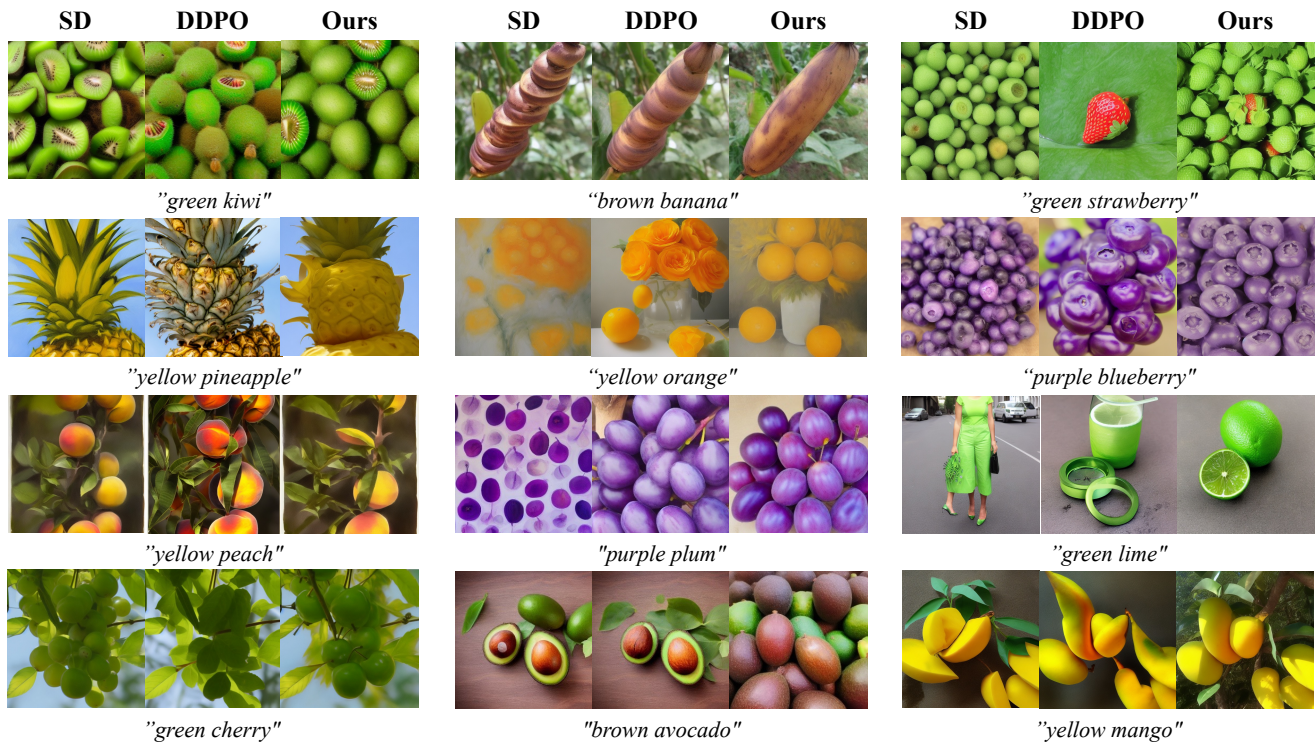 SD DDPO Ours SD DDPO Ours SD DDPO Ours
”green kiwi" “brown banana" ”green strawberry"
”yellow pineapple" “yellow orange" ”purple blueberry"
”yellow peach" "purple plum" ”green lime"
”green cherry" "brown avocado" ”yellow mango"